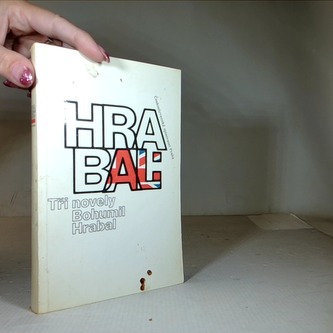 HRA
BAL:
Tři novely
Bohumil
Hrabal